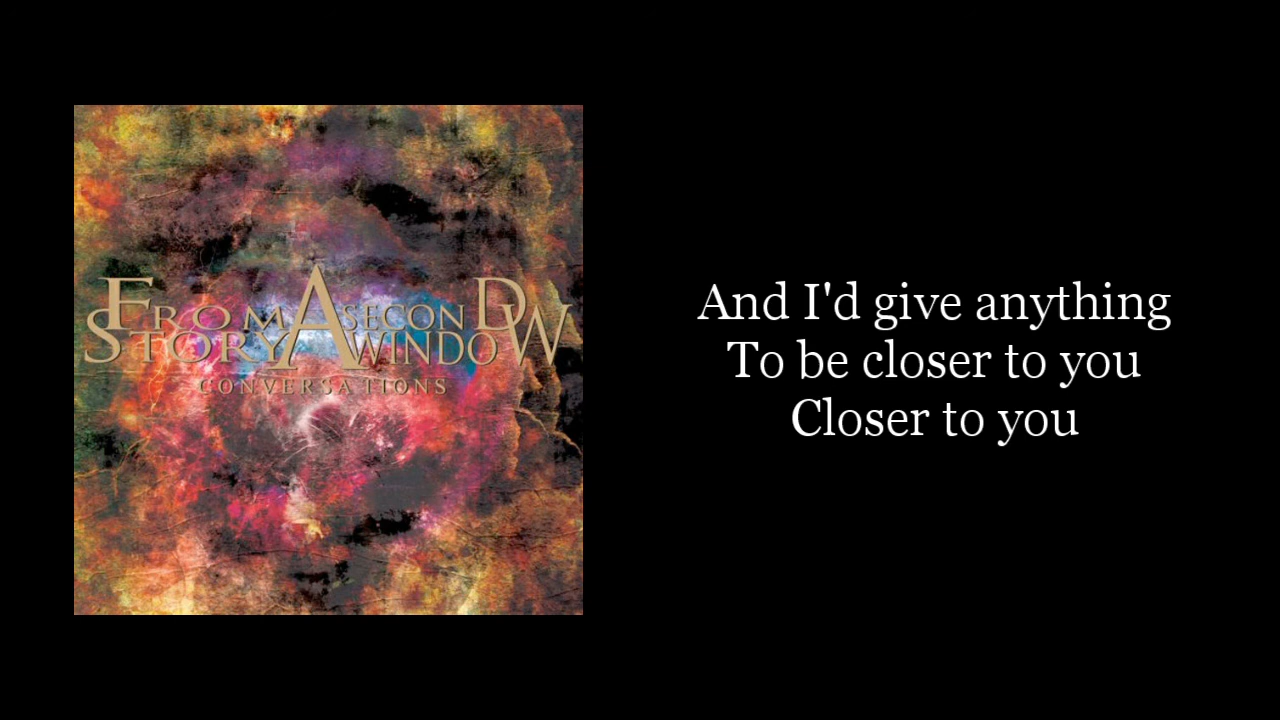 FROM A SECOND
STORY WINDOW
CONVERSATIONS
And I'd give anything
To be closer to you
Closer to you